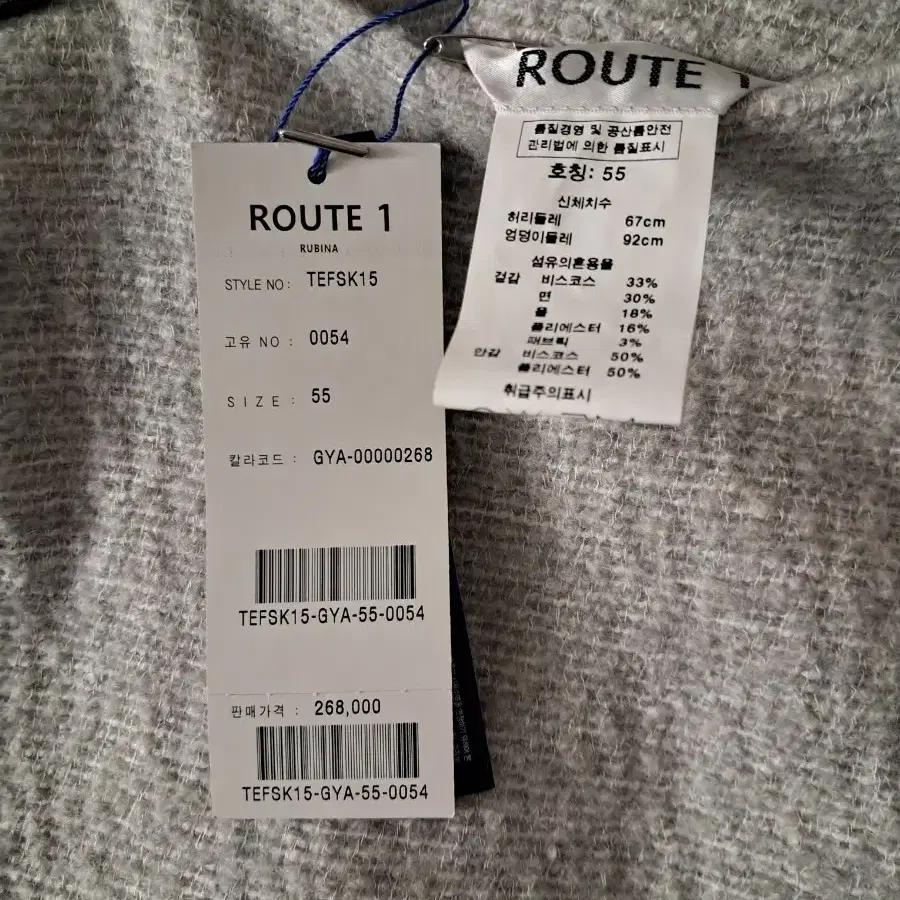 ROUTE 1
RUBINA
STYLE NO: TEFSK15
고유 NO : 0054
SIZE : 55
칼라코드 : GYA-00000268
TEFSK15-GYA-55-0054
판매가격 : 268,000
TEFSK15-GYA-55-0054
ROUTE 1
품질경영 및 공산품안전
관리법에 의한 품질표시
호칭: 55
신체치수
허리둘레 67cm
엉덩이둘레 92cm
섬유의혼용율
겉감 비스코스 33%
면 30%
울 18%
폴리에스터 16%
패브릭 3%
안감 비스코스 50%
폴리에스터 50%
취급주의표시